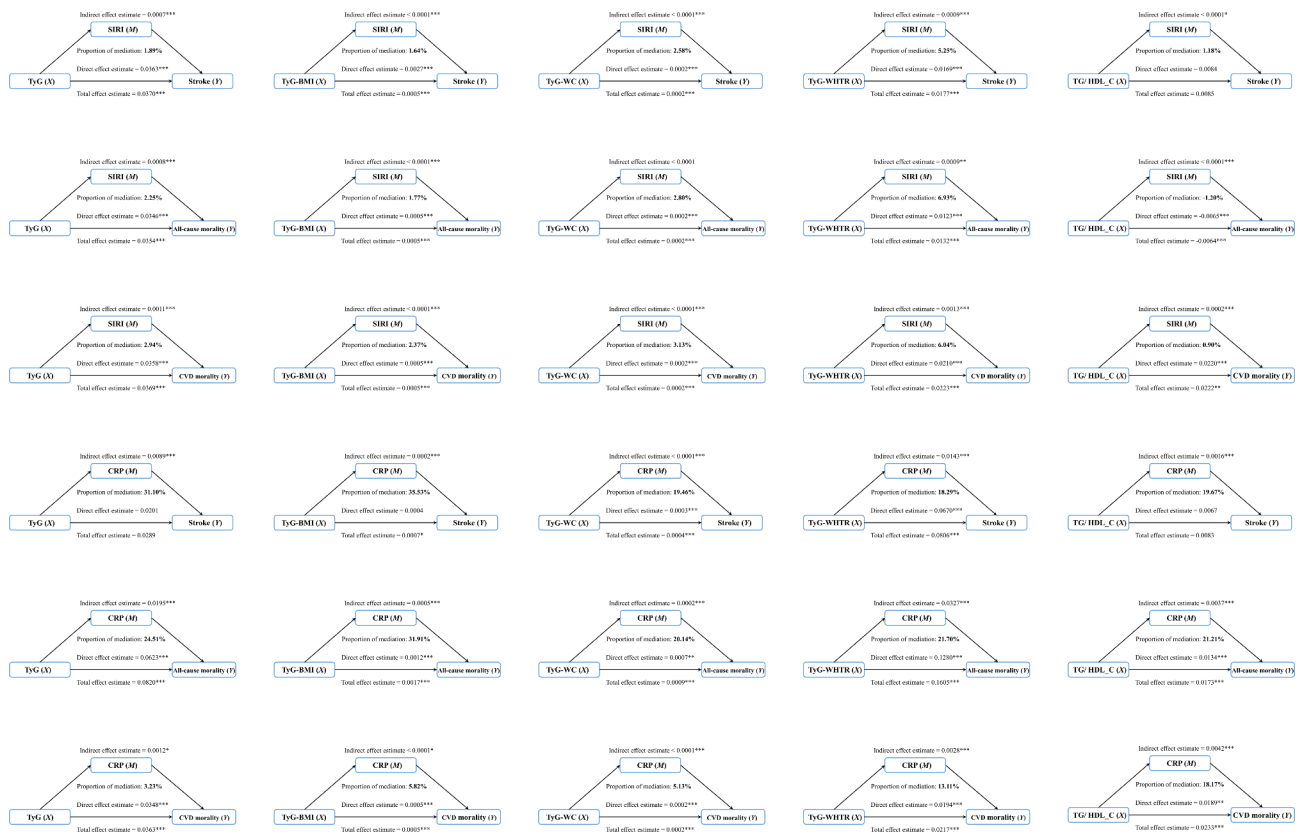 Indirect effect estimate = 0.0007***
SIRI (M)
Proportion of mediation: 1.89%
Direct effect estimate = 0.0363***
TyG (X)
Stroke (Y)
Total effect estimate = 0.0370***
Indirect effect estimate < 0.0001***
SIRI (M)
Proportion of mediation: 1.64%
Direct effect estimate = 0.0027***
TyG-BMI (X)
Stroke (Y)
Total effect estimate = 0.0005***
Indirect effect estimate < 0.0001***
SIRI (M)
Proportion of mediation: 2.58%
Direct effect estimate = 0.0002***
TyG-WC (X)
Stroke (Y)
Total effect estimate = 0.0002***
Indirect effect estimate = 0.0009***
SIRI (M)
Proportion of mediation: 5.25%
Direct effect estimate = 0.0169***
TyG-WHTR (X)
Stroke (Y)
Total effect estimate = 0.0177***
Indirect effect estimate < 0.0001*
SIRI (M)
Proportion of mediation: 1.18%
Direct effect estimate = 0.0084
TG/ HDL_C (X)
Stroke (Y)
Total effect estimate = 0.0085
Indirect effect estimate = 0.0008***
SIRI (M)
Proportion of mediation: 2.25%
Direct effect estimate = 0.0346***
TyG (X)
All-cause morality (Y)
Total effect estimate = 0.0354***
Indirect effect estimate < 0.0001***
SIRI (M)
Proportion of mediation: 1.77%
Direct effect estimate = 0.0005***
TyG-BMI (X)
All-cause morality (Y)
Total effect estimate = 0.0005***
Indirect effect estimate < 0.0001
SIRI (M)
Proportion of mediation: 2.80%
Direct effect estimate = 0.0002***
TyG-WC (X)
All-cause morality (Y)
Total effect estimate = 0.0002***
Indirect effect estimate = 0.0009**
SIRI (M)
Proportion of mediation: 6.93%
Direct effect estimate = 0.0123***
TyG-WHTR (X)
All-cause morality (Y)
Total effect estimate = 0.0132***
Indirect effect estimate < 0.0001***
SIRI (M)
Proportion of mediation: -1.20%
Direct effect estimate = -0.0065***
TG/ HDL_C (X)
All-cause morality (Y)
Total effect estimate = -0.0064***
Indirect effect estimate = 0.0011***
SIRI (M)
Proportion of mediation: 2.94%
Direct effect estimate = 0.0358***
TyG (X)
CVD morality (Y)
Total effect estimate = 0.0369***
Indirect effect estimate < 0.0001***
SIRI (M)
Proportion of mediation: 2.37%
Direct effect estimate = 0.0005***
TyG-BMI (X)
CVD morality (Y)
Total effect estimate = 0.0005***
Indirect effect estimate < 0.0001***
SIRI (M)
Proportion of mediation: 3.13%
Direct effect estimate = 0.0002***
TyG-WC (X)
CVD morality (Y)
Total effect estimate = 0.0002***
Indirect effect estimate = 0.0013***
SIRI (M)
Proportion of mediation: 6.04%
Direct effect estimate = 0.0210***
TyG-WHTR (X)
CVD morality (Y)
Total effect estimate = 0.0223***
Indirect effect estimate = 0.0002***
SIRI (M)
Proportion of mediation: 0.90%
Direct effect estimate = 0.0220***
TG/ HDL_C (X)
CVD morality (Y)
Total effect estimate = 0.0222**
Indirect effect estimate = 0.0089***
CRP (M)
Proportion of mediation: 31.10%
Direct effect estimate = 0.0201
TyG (X)
Stroke (Y)
Total effect estimate = 0.0289
Indirect effect estimate = 0.0002***
CRP (M)
Proportion of mediation: 35.53%
Direct effect estimate = 0.0004
TyG-BMI (X)
Stroke (Y)
Total effect estimate = 0.0007*
Indirect effect estimate < 0.0001***
CRP (M)
Proportion of mediation: 19.46%
Direct effect estimate = 0.0003***
TyG-WC (X)
Stroke (Y)
Total effect estimate = 0.0004***
Indirect effect estimate = 0.0143***
CRP (M)
Proportion of mediation: 18.29%
Direct effect estimate = 0.0670***
TyG-WHTR (X)
Stroke (Y)
Total effect estimate = 0.0806***
Indirect effect estimate = 0.0016***
CRP (M)
Proportion of mediation: 19.67%
Direct effect estimate = 0.0067
TG/ HDL_C (X)
Stroke (Y)
Total effect estimate = 0.0083
Indirect effect estimate = 0.0195***
CRP (M)
Proportion of mediation: 24.51%
Direct effect estimate = 0.0623***
TyG (X)
All-cause morality (Y)
Total effect estimate = 0.0820***
Indirect effect estimate = 0.0005***
CRP (M)
Proportion of mediation: 31.91%
Direct effect estimate = 0.0012***
TyG-BMI (X)
All-cause morality (Y)
Total effect estimate = 0.0017***
Indirect effect estimate = 0.0002***
CRP (M)
Proportion of mediation: 20.14%
Direct effect estimate = 0.0007**
TyG-WC (X)
All-cause morality (Y)
Total effect estimate = 0.0009***
Indirect effect estimate = 0.0327***
CRP (M)
Proportion of mediation: 21.70%
Direct effect estimate = 0.1280***
TyG-WHTR (X)
All-cause morality (Y)
Total effect estimate = 0.1605***
Indirect effect estimate = 0.0037***
CRP (M)
Proportion of mediation: 21.21%
Direct effect estimate = 0.0134***
TG/ HDL_C (X)
All-cause morality (Y)
Total effect estimate = 0.0173***
Indirect effect estimate = 0.0012*
CRP (M)
Proportion of mediation: 3.23%
Direct effect estimate = 0.0348***
TyG (X)
CVD morality (Y)
Total effect estimate = 0.0363***
Indirect effect estimate < 0.0001*
CRP (M)
Proportion of mediation: 5.82%
Direct effect estimate = 0.0005***
TyG-BMI (X)
CVD morality (Y)
Total effect estimate = 0.0005***
Indirect effect estimate < 0.0001***
CRP (M)
Proportion of mediation: 5.13%
Direct effect estimate = 0.0002***
TyG-WC (X)
CVD morality (Y)
Total effect estimate = 0.0002***
Indirect effect estimate = 0.0028***
CRP (M)
Proportion of mediation: 13.11%
Direct effect estimate = 0.0194***
TyG-WHTR (X)
CVD morality (Y)
Total effect estimate = 0.0217***
Indirect effect estimate = 0.0042***
CRP (M)
Proportion of mediation: 18.17%
Direct effect estimate = 0.0189**
TG/ HDL_C (X)
CVD morality (Y)
Total effect estimate = 0.0233***